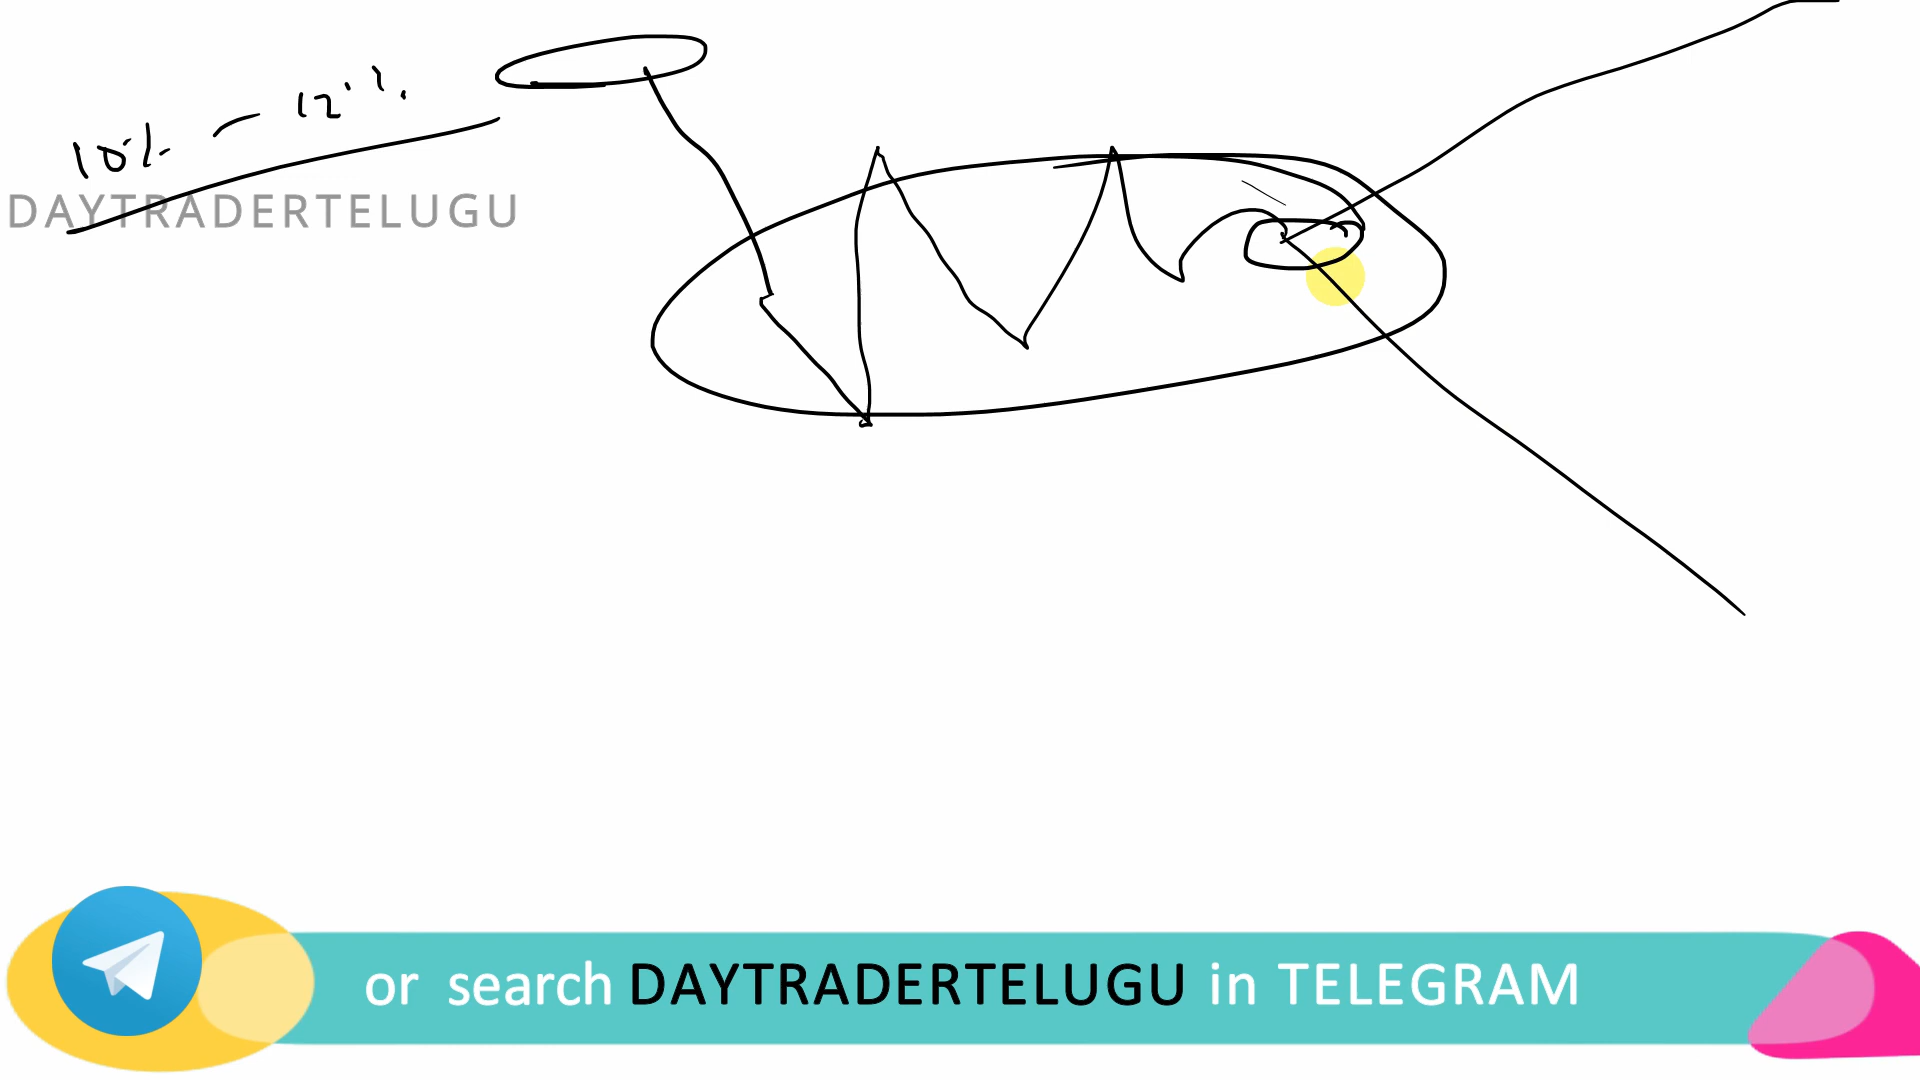 10% - 12%
DAYTRADERTELUGU
or search DAYTRADERTELUGU in TELEGRAM